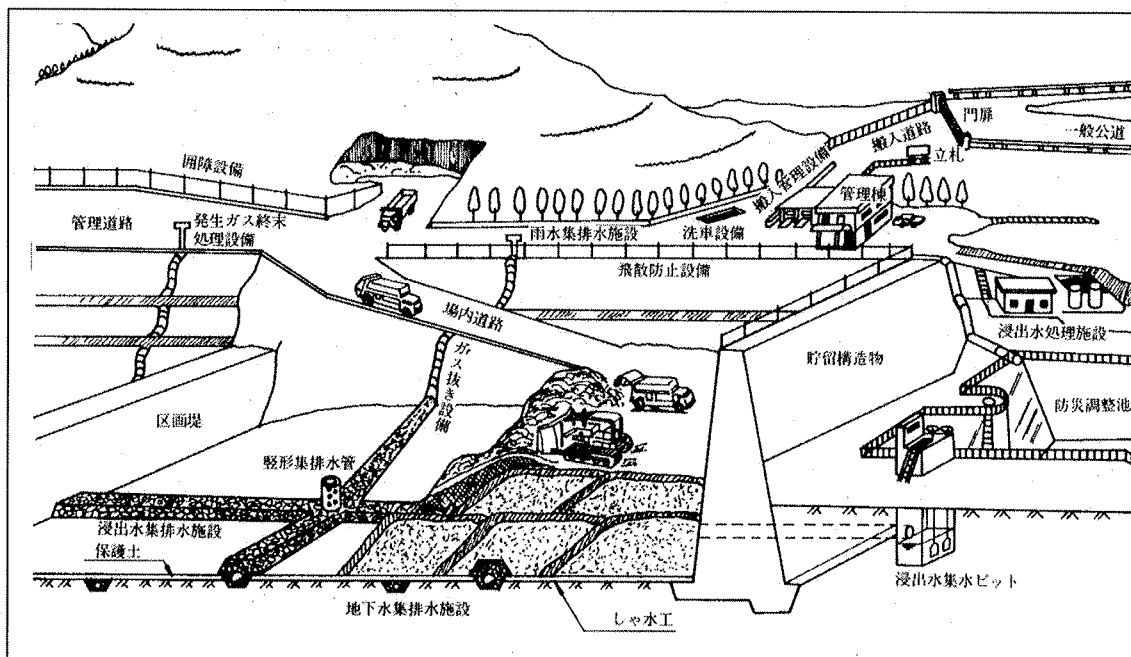 門扉
一般公道
搬入道路
立札
搬入管理設備
管理棟
囲障設備
管理道路
発生ガス終末
処理設備
雨水集排水施設
洗車設備
飛散防止設備
場内道路
浸出水処理施設
貯留構造物
ガス抜き設備
防災調整池
区画堤
竪形集排水管
浸出水集排水施設
保護土
地下水集排水施設
しゃ水工
浸出水集水ピット